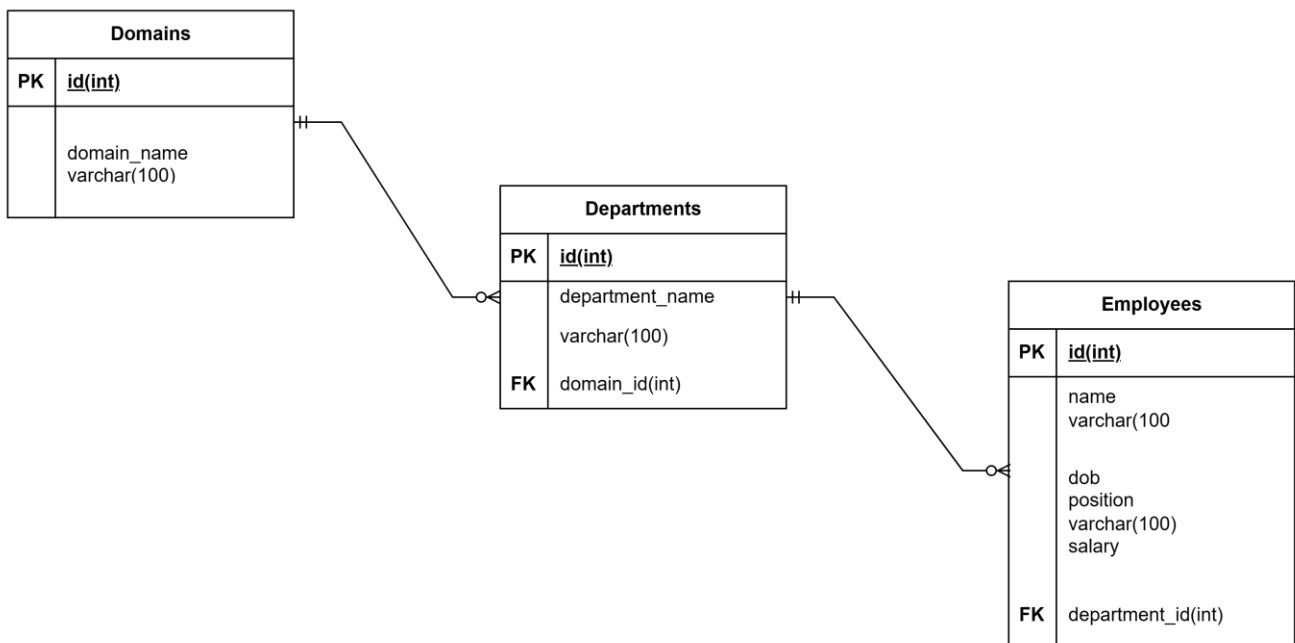 Domains
PK id(int)
domain_name
varchar(100)
Departments
PK id(int)
department_name
varchar(100)
FK domain_id(int)
Employees
PK id(int)
name
varchar(100
dob
position
varchar(100)
salary
FK department_id(int)